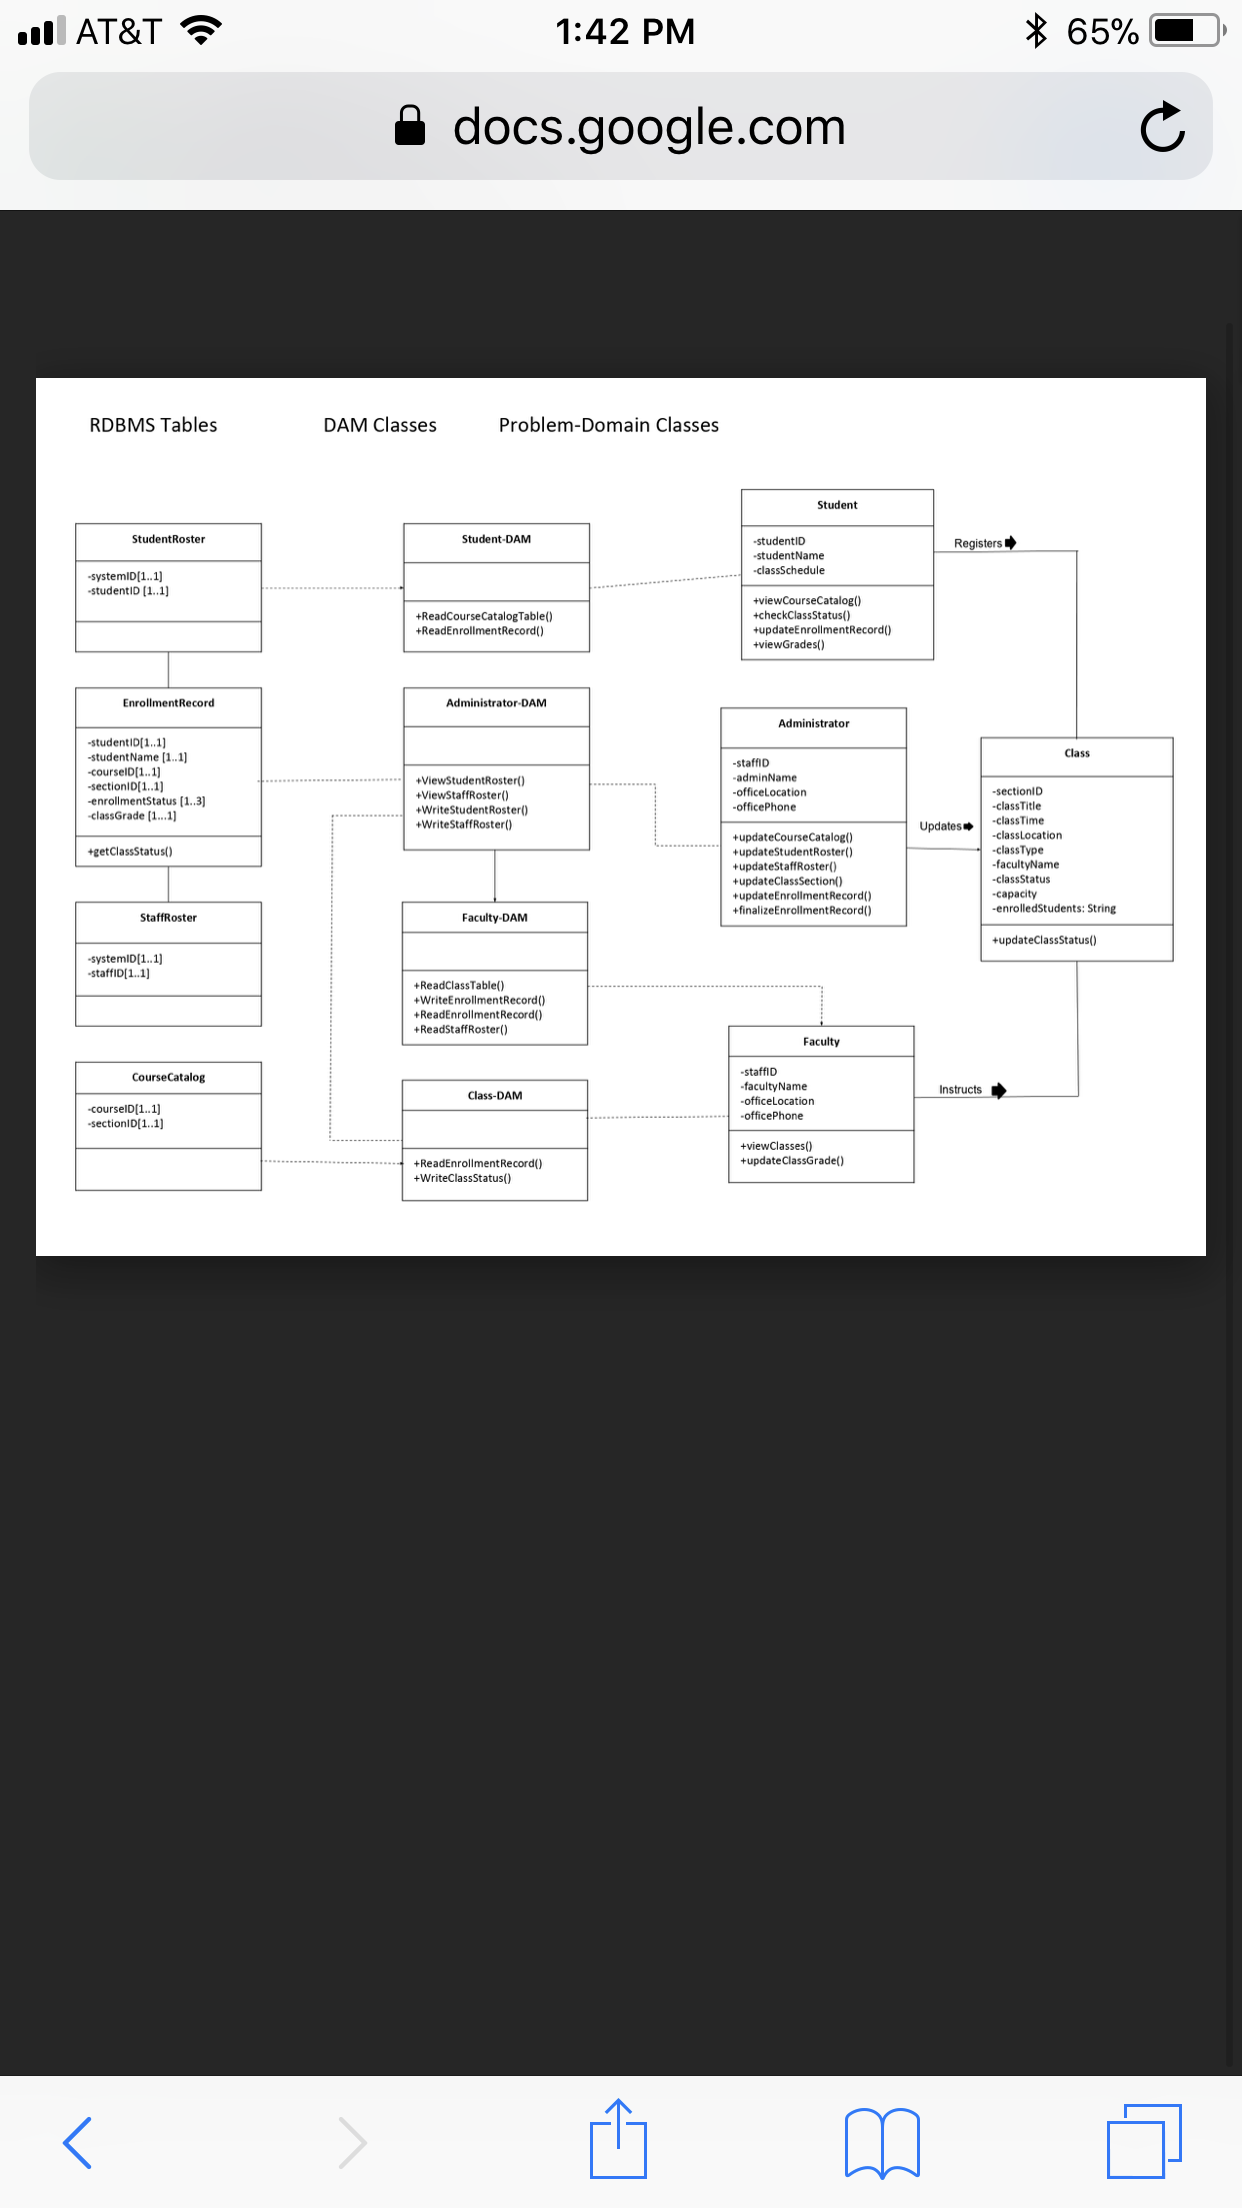 AT&T 1:42 PM 65%
docs.google.com
RDBMS Tables DAM Classes Problem-Domain Classes
StudentRoster
-systemID[1..1]
-studentID [1..1]
EnrollmentRecord
-studentID[1..1]
-studentName [1..1]
-courseID[1..1]
-sectionID[1..1]
-enrollmentStatus [1..3]
-classGrade [1...1]
+getClassStatus()
StaffRoster
-systemID[1..1]
-staffID[1..1]
CourseCatalog
-courseID[1..1]
-sectionID[1..1]
Student-DAM
+ReadCourseCatalogTable()
+ReadEnrollmentRecord()
Administrator-DAM
+ViewStudentRoster()
+ViewStaffRoster()
+WriteStudentRoster()
+WriteStaffRoster()
Faculty-DAM
+ReadClassTable()
+WriteEnrollmentRecord()
+ReadEnrollmentRecord()
+ReadStaffRoster()
Class-DAM
+ReadEnrollmentRecord()
+WriteClassStatus()
Student
-studentID
-studentName
-classSchedule
+viewCourseCatalog()
+checkClassStatus()
+updateEnrollmentRecord()
+viewGrades()
Registers
Administrator
-staffID
-adminName
-officeLocation
-officePhone
+updateCourseCatalog()
+updateStudentRoster()
+updateStaffRoster()
+updateClassSection()
+updateEnrollmentRecord()
+finalizeEnrollmentRecord()
Updates
Faculty
-staffID
-facultyName
-officeLocation
-officePhone
+viewClasses()
+updateClassGrade()
Instructs
Class
-sectionID
-classTitle
-classTime
-classLocation
-classType
-facultyName
-classStatus
-capacity
-enrolledStudents: String
+updateClassStatus()